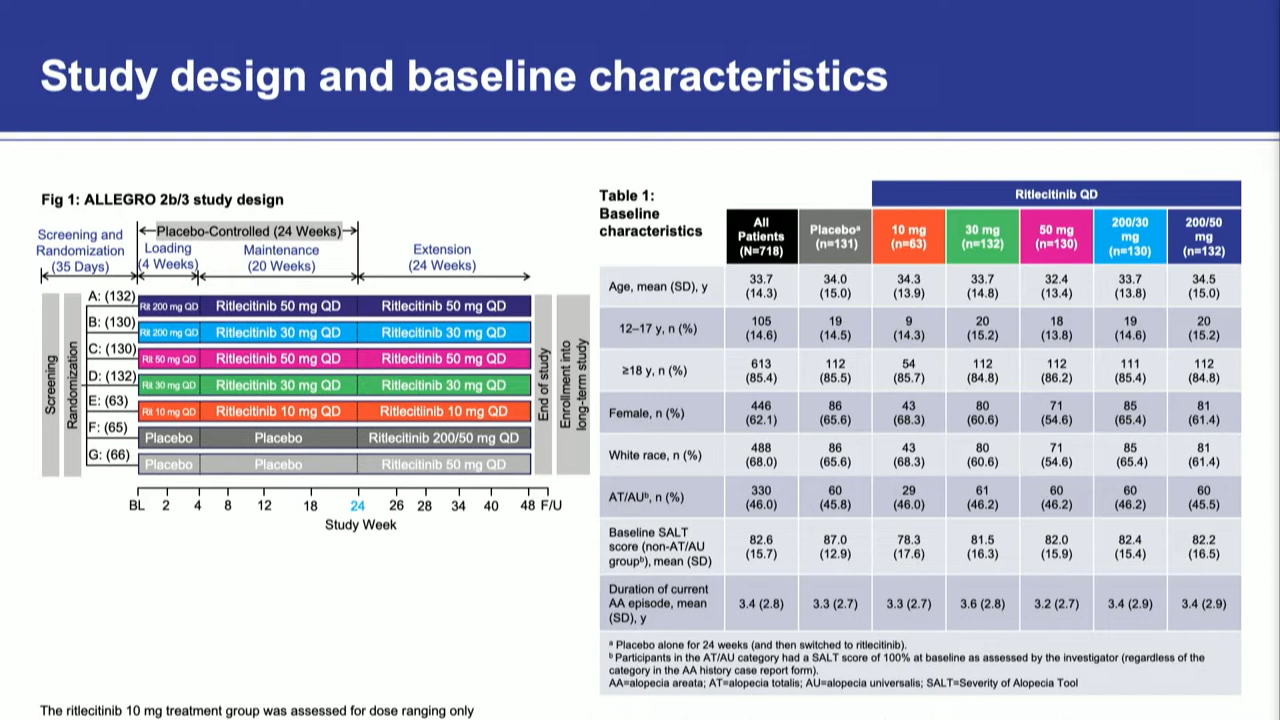 Study design and baseline characteristics
Fig 1: ALLEGRO 2b/3 study design
Screening and
Randomization
(35 Days)
Placebo-Controlled (24 Weeks)
Loading
(4 Weeks)
Maintenance
(20 Weeks)
Extension
(24 Weeks)
Screening
Randomization
A: (132)
Rit 200 mg QD Ritlecitinib 50 mg QD Ritlecitinib 50 mg QD
B: (130)
Rit 200 mg QD Ritlecitinib 30 mg QD Ritlecitinib 30 mg QD
C: (130)
Rit 50 mg QD Ritlecitinib 50 mg QD Ritlecitinib 50 mg QD
D: (132)
Rit 30 mg QD Ritlecitinib 30 mg QD Ritlecitinib 30 mg QD
E: (63)
Rit 10 mg QD Ritlecitinib 10 mg QD Ritlecitiinib 10 mg QD
F: (65)
Placebo Placebo Ritlecitinib 200/50 mg QD
G: (66)
Placebo Placebo Ritlecitinib 50 mg QD
End of study
Enrollment into
long-term study
BL 2 4 8 12 18 24 26 28 34 40 48 F/U
Study Week
The ritlecitinib 10 mg treatment group was assessed for dose ranging only
Table 1:
Baseline
characteristics
Ritlecitinib QD
All
Patients
(N=718)
Placeboᵃ
(n=131)
10 mg
(n=63)
30 mg
(n=132)
50 mg
(n=130)
200/30
mg
(n=130)
200/50
mg
(n=132)
Age, mean (SD), y
33.7 34.0 34.3 33.7 32.4 33.7 34.5
(14.3) (15.0) (13.9) (14.8) (13.4) (13.8) (15.0)
12–17 y, n (%)
105 19 9 20 18 19 20
(14.6) (14.5) (14.3) (15.2) (13.8) (14.6) (15.2)
≥18 y, n (%)
613 112 54 112 112 111 112
(85.4) (85.5) (85.7) (84.8) (86.2) (85.4) (84.8)
Female, n (%)
446 86 43 80 71 85 81
(62.1) (65.6) (68.3) (60.6) (54.6) (65.4) (61.4)
White race, n (%)
488 86 43 80 71 85 81
(68.0) (65.6) (68.3) (60.6) (54.6) (65.4) (61.4)
AT/AUᵇ, n (%)
330 60 29 61 60 60 60
(46.0) (45.8) (46.0) (46.2) (46.2) (46.2) (45.5)
Baseline SALT
score (non-AT/AU
groupᵇ), mean (SD)
82.6 87.0 78.3 81.5 82.0 82.4 82.2
(15.7) (12.9) (17.6) (16.3) (15.9) (15.4) (16.5)
Duration of current
AA episode, mean
(SD), y
3.4 (2.8) 3.3 (2.7) 3.3 (2.7) 3.6 (2.8) 3.2 (2.7) 3.4 (2.9) 3.4 (2.9)
ᵃ Placebo alone for 24 weeks (and then switched to ritlecitinib).
ᵇ Participants in the AT/AU category had a SALT score of 100% at baseline as assessed by the investigator (regardless of the
category in the AA history case report form).
AA=alopecia areata; AT=alopecia totalis; AU=alopecia universalis; SALT=Severity of Alopecia Tool